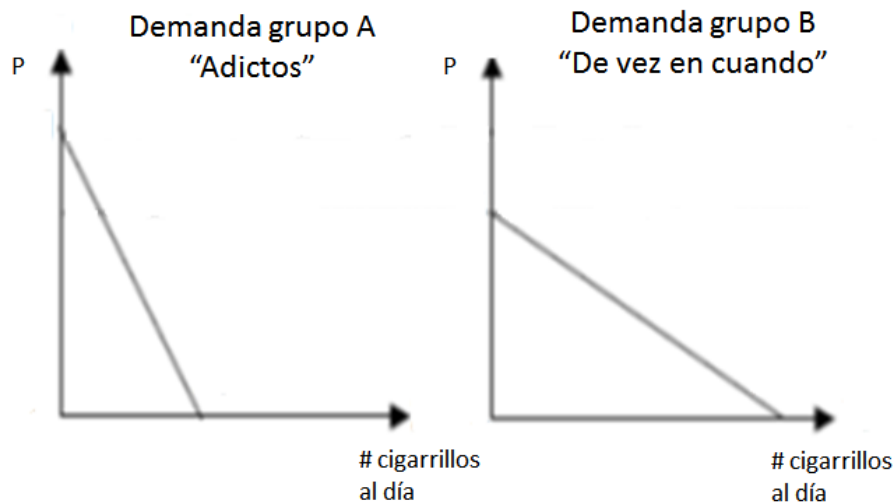 Demanda grupo A
“Adictos”
P
# cigarrillos
al día
Demanda grupo B
“De vez en cuando”
P
# cigarrillos
al día